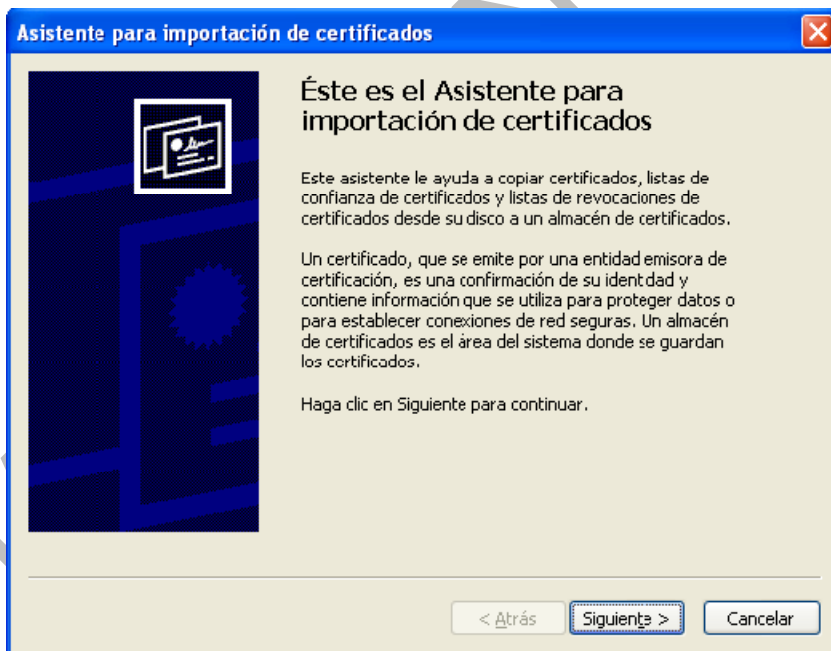 Asistente para importación de certificados
Éste es el Asistente para
importación de certificados
Este asistente le ayuda a copiar certificados, listas de
confianza de certificados y listas de revocaciones de
certificados desde su disco a un almacén de certificados.
Un certificado, que se emite por una entidad emisora de
certificación, es una confirmación de su identidad y
contiene información que se utiliza para proteger datos o
para establecer conexiones de red seguras. Un almacén
de certificados es el área del sistema donde se guardan
los certificados.
Haga clic en Siguiente para continuar.
< Atrás
Siguiente >
Cancelar